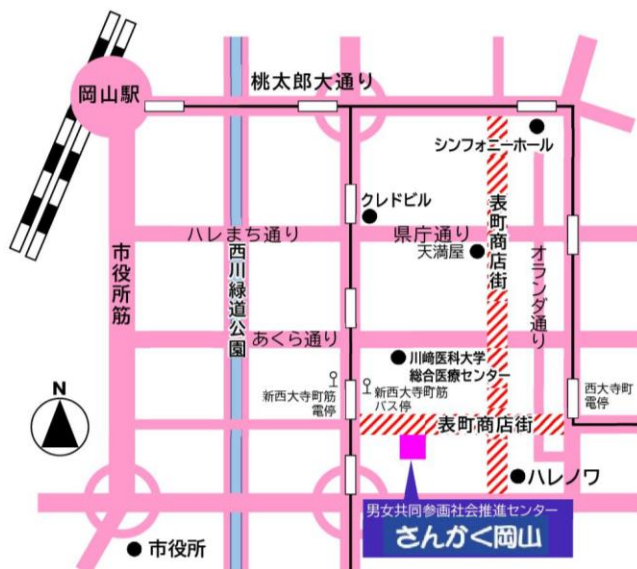 桃太郎大通り
岡山駅
シンフォニーホール
クレドビル
表町商店街
ハレまち通り
県庁通り
天満屋
オランダ通り
市役所筋
西川緑道公園
あくら通り
川﨑医科大学
総合医療センター
N
新西大寺町筋
電停
新西大寺町筋
バス停
西大寺町
電停
表町商店街
ハレノワ
男女共同参画社会推進センター
さんかく岡山
市役所